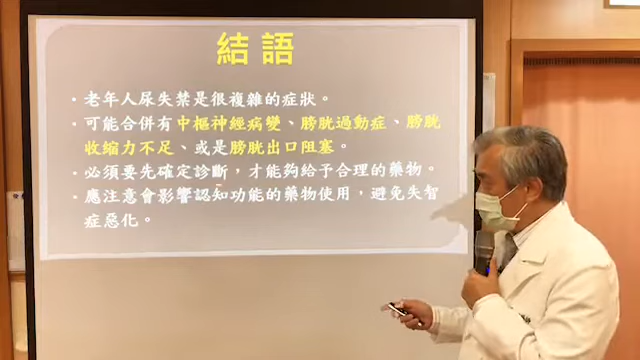 結語
•老年人尿失禁是很複雜的症狀。
•可能合併有中樞神經病變、膀胱過動症、膀胱
收縮力不足、或是膀胱出口阻塞。
•必須要先確定診斷，才能夠給予合理的藥物。
•應注意會影響認知功能的藥物使用，避免失智
症惡化。